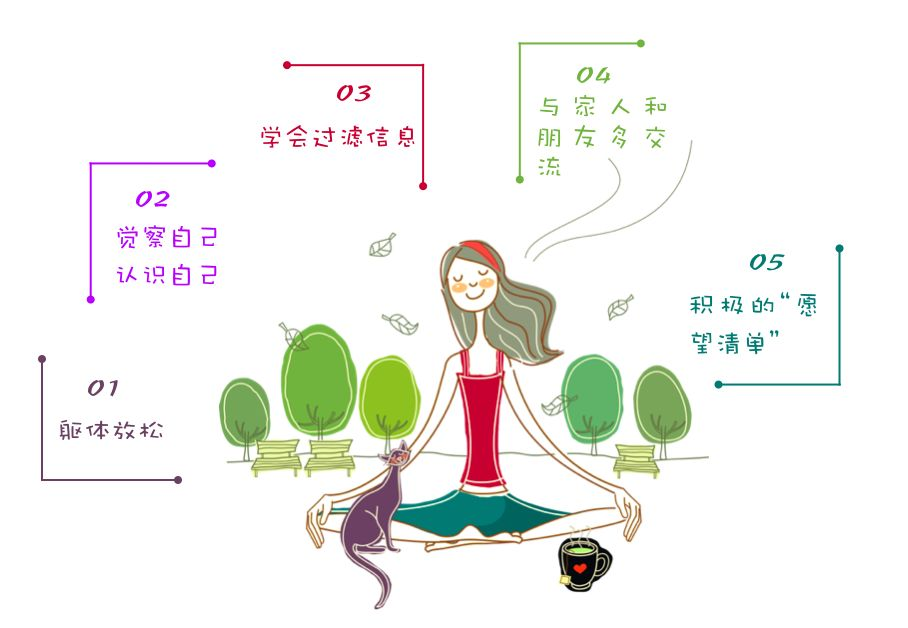 01
躯体放松
02
觉察自己
认识自己
03
学会过滤信息
04
与家人和
朋友多交
流
05
积极的“愿
望清单”